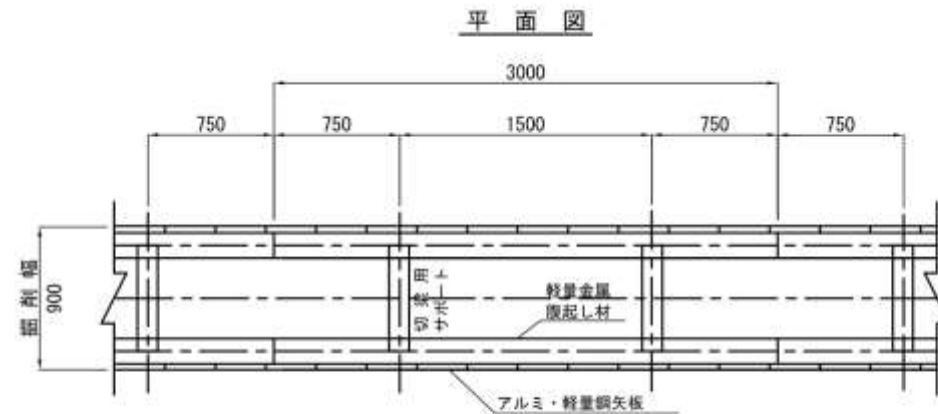 平面図
3000
750
750
1500
750
750
掘削幅
900
切梁用
サポート
軽量金属
腹起し材
アルミ・軽量鋼矢板